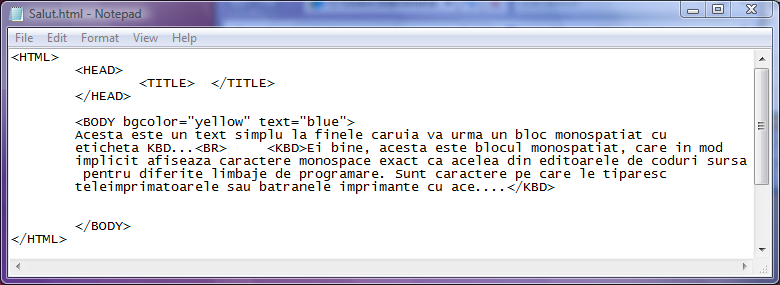 Salut.html - Notepad
File Edit Format View Help
<HTML>
<HEAD>
<TITLE>  </TITLE>
</HEAD>
<BODY bgcolor="yellow" text="blue">
Acesta este un text simplu la finele caruia va urma un bloc monospatiat cu
eticheta KBD...<BR>     <KBD>Ei bine, acesta este blocul monospatiat, care in mod
implicit afiseaza caractere monospace exact ca acelea din editoarele de coduri sursa
pentru diferite limbaje de programare. Sunt caractere pe care le tiparesc
teleimprimatoarele sau batranele imprimante cu ace....</KBD>
</BODY>
</HTML>